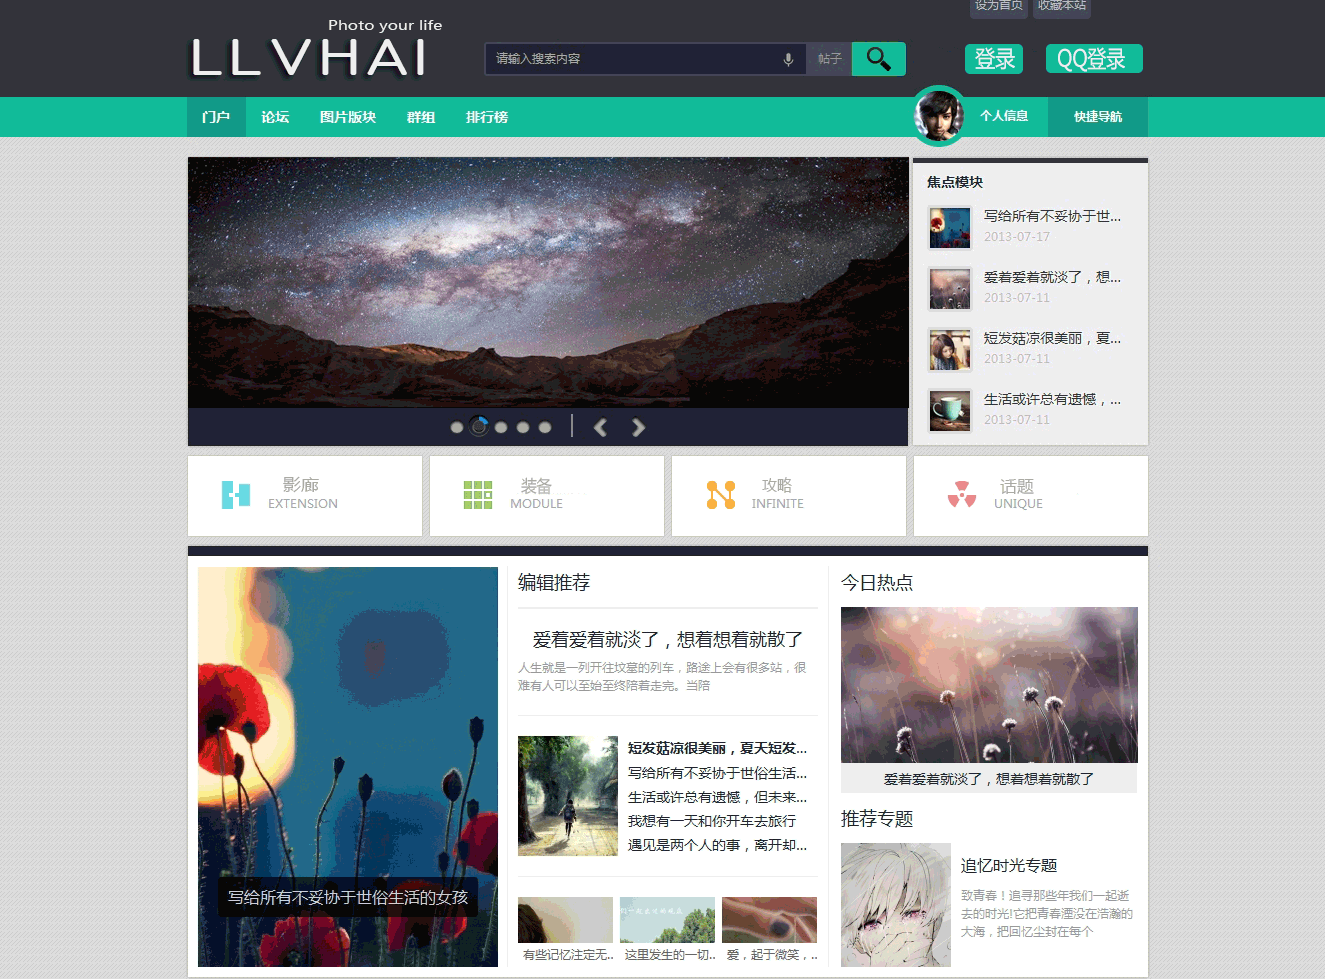 设为首页 收藏本站
Photo your life
LLVHAI
请输入搜索内容 帖子
登录 QQ登录
门户 论坛 图片版块 群组 排行榜 个人信息 快捷导航
焦点模块
写给所有不妥协于世...
2013-07-17
爱着爱着就淡了，想...
2013-07-11
短发菇凉很美丽，夏...
2013-07-11
生活或许总有遗憾，...
2013-07-11
影廊
EXTENSION
装备
MODULE
攻略
INFINITE
话题
UNIQUE
写给所有不妥协于世俗生活的女孩
编辑推荐
爱着爱着就淡了，想着想着就散了
人生就是一列开往坟墓的列车，路途上会有很多站，很
难有人可以至始至终陪着走完。当陪
短发菇凉很美丽，夏天短发...
写给所有不妥协于世俗生活...
生活或许总有遗憾，但未来...
我想有一天和你开车去旅行
遇见是两个人的事，离开却...
有些记忆注定无..
这里发生的一切..
爱，起于微笑，..
今日热点
爱着爱着就淡了，想着想着就散了
推荐专题
追忆时光专题
致青春！追寻那些年我们一起逝
去的时光!它把青春湮没在浩瀚的
大海，把回忆尘封在每个